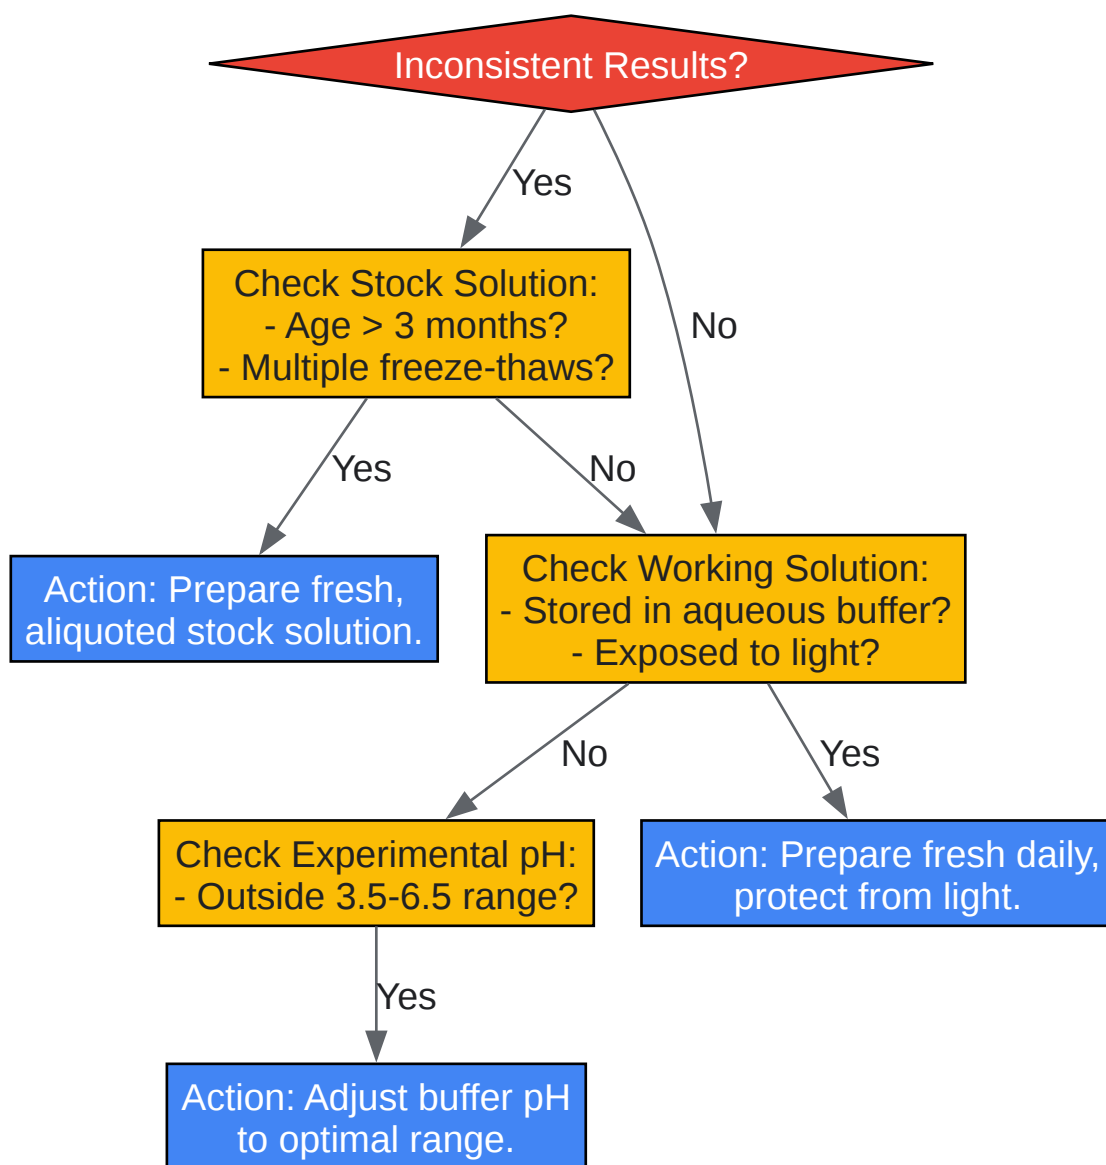 Inconsistent Results?
Yes
No
Check Stock Solution:
- Age > 3 months?
- Multiple freeze-thaws?
Yes
No
Action: Prepare fresh,
aliquoted stock solution.
Check Working Solution:
- Stored in aqueous buffer?
- Exposed to light?
No
Yes
Check Experimental pH:
- Outside 3.5-6.5 range?
Action: Prepare fresh daily,
protect from light.
Yes
Action: Adjust buffer pH
to optimal range.